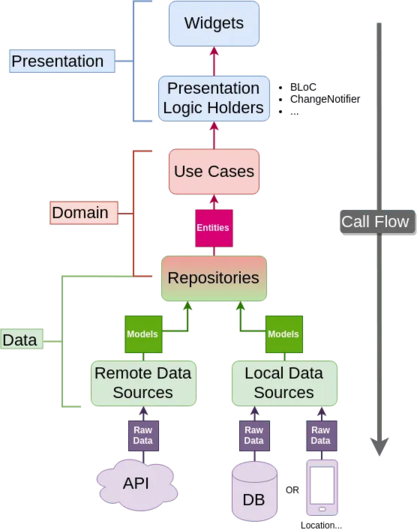 Widgets
Presentation
Presentation
Logic Holders
• BLoC
• ChangeNotifier
• ...
Use Cases
Domain
Call Flow
Entities
Repositories
Data
Models
Models
Remote Data
Sources
Local Data
Sources
Raw
Data
Raw
Data
Raw
Data
API
DB
OR
Location...